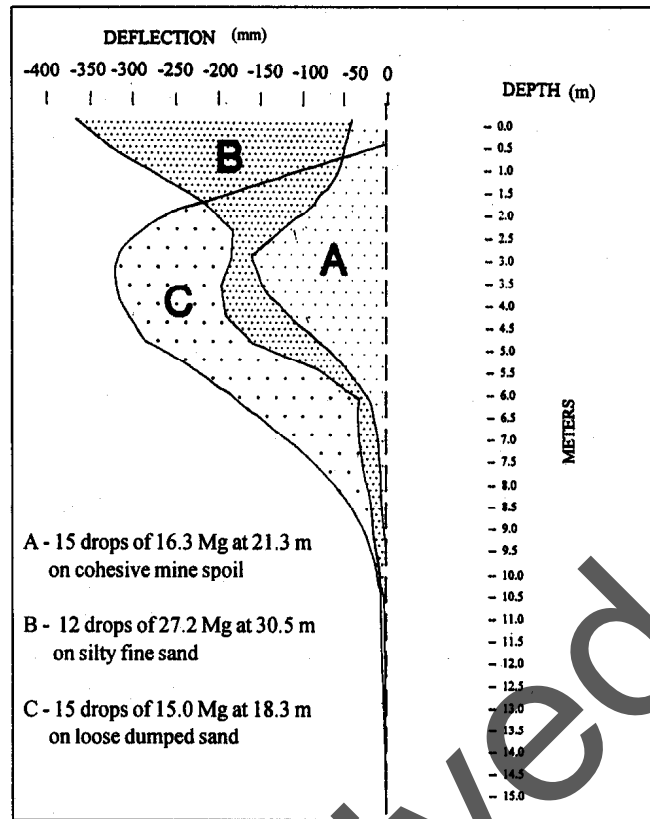 DEFLECTION (mm)
-400 -300 -250 -200 -150 -100 -50 0
DEPTH (m)
- 0.0
- 0.5
- 1.0
- 1.5
- 2.0
- 2.5
- 3.0
- 3.5
- 4.0
- 4.5
- 5.0
- 5.5
- 6.0
- 6.5
- 7.0
- 7.5
- 8.0
- 8.5
- 9.0
- 9.5
- 10.0
- 10.5
- 11.0
- 11.5
- 12.0
- 12.5
- 13.0
- 13.5
- 14.0
- 14.5
- 15.0
METERS
B
A
C
A - 15 drops of 16.3 Mg at 21.3 m
on cohesive mine spoil
B - 12 drops of 27.2 Mg at 30.5 m
on silty fine sand
C - 15 drops of 15.0 Mg at 18.3 m
on loose dumped sand